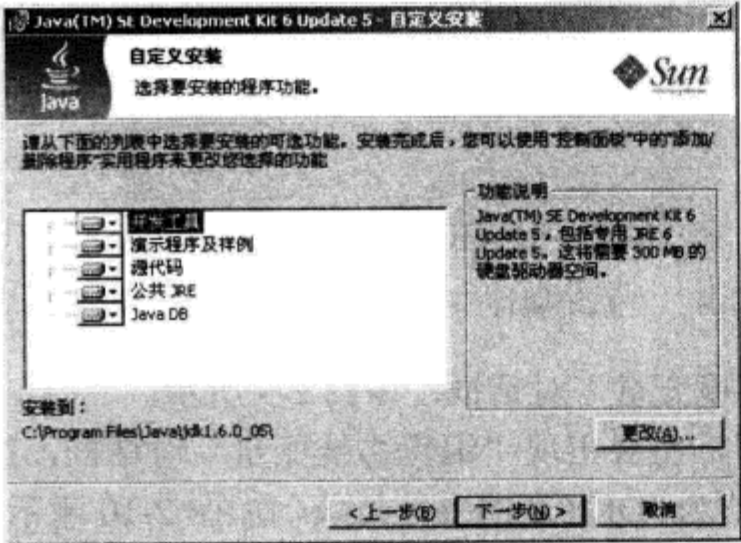 Java(TM) SE Development Kit 6 Update 5 - 自定义安装
自定义安装
选择要安装的程序功能。
Java
Sun
请从下面的列表中选择要安装的可选功能。安装完成后，您可以使用"控制面板"中的"添加/
删除程序"实用程序来更改您选择的功能
开发工具
演示程序及样例
源代码
公共 JRE
Java DB
功能说明
Java(TM) SE Development Kit 6
Update 5，包括专用 JRE 6
Update 5。这将需要 300 MB 的
硬盘驱动器空间。
安装到：
C:\Program Files\Java\jdk1.6.0_05\
更改(A)...
< 上一步(B)
下一步(N) >
取消